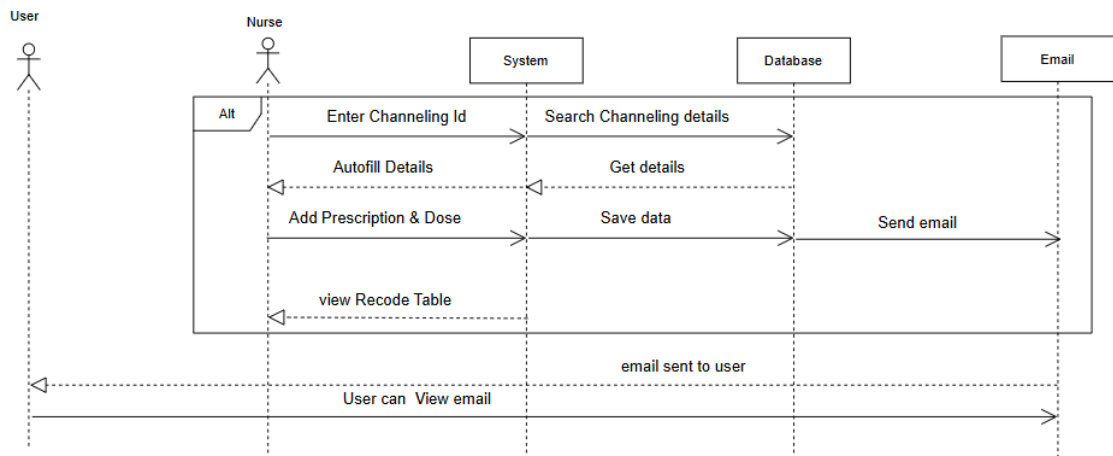 User
Nurse
System
Database
Email
Alt
Enter Channeling Id
Search Channeling details
Autofill Details
Get details
Add Prescription & Dose
Save data
Send email
view Recode Table
email sent to user
User can View email